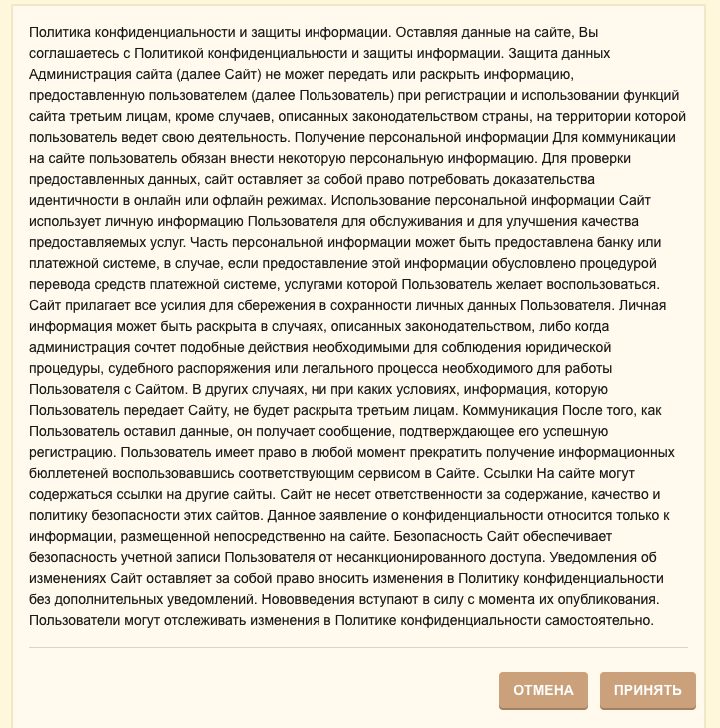 Политика конфиденциальности и защиты информации. Оставляя данные на сайте, Вы
соглашаетесь с Политикой конфиденциальности и защиты информации. Защита данных
Администрация сайта (далее Сайт) не может передать или раскрыть информацию,
предоставленную пользователем (далее Пользователь) при регистрации и использовании функций
сайта третьим лицам, кроме случаев, описанных законодательством страны, на территории которой
пользователь ведет свою деятельность. Получение персональной информации Для коммуникации
на сайте пользователь обязан внести некоторую персональную информацию. Для проверки
предоставленных данных, сайт оставляет за собой право потребовать доказательства
идентичности в онлайн или офлайн режимах. Использование персональной информации Сайт
использует личную информацию Пользователя для обслуживания и для улучшения качества
предоставляемых услуг. Часть персональной информации может быть предоставлена банку или
платежной системе, в случае, если предоставление этой информации обусловлено процедурой
перевода средств платежной системе, услугами которой Пользователь желает воспользоваться.
Сайт прилагает все усилия для сбережения в сохранности личных данных Пользователя. Личная
информация может быть раскрыта в случаях, описанных законодательством, либо когда
администрация сочтет подобные действия необходимыми для соблюдения юридической
процедуры, судебного распоряжения или легального процесса необходимого для работы
Пользователя с Сайтом. В других случаях, ни при каких условиях, информация, которую
Пользователь передает Сайту, не будет раскрыта третьим лицам. Коммуникация После того, как
Пользователь оставил данные, он получает сообщение, подтверждающее его успешную
регистрацию. Пользователь имеет право в любой момент прекратить получение информационных
бюллетеней воспользовавшись соответствующим сервисом в Сайте. Ссылки На сайте могут
содержаться ссылки на другие сайты. Сайт не несет ответственности за содержание, качество и
политику безопасности этих сайтов. Данное заявление о конфиденциальности относится только к
информации, размещенной непосредственно на сайте. Безопасность Сайт обеспечивает
безопасность учетной записи Пользователя от несанкционированного доступа. Уведомления об
изменениях Сайт оставляет за собой право вносить изменения в Политику конфиденциальности
без дополнительных уведомлений. Нововведения вступают в силу с момента их опубликования.
Пользователи могут отслеживать изменения в Политике конфиденциальности самостоятельно.
ОТМЕНА ПРИНЯТЬ